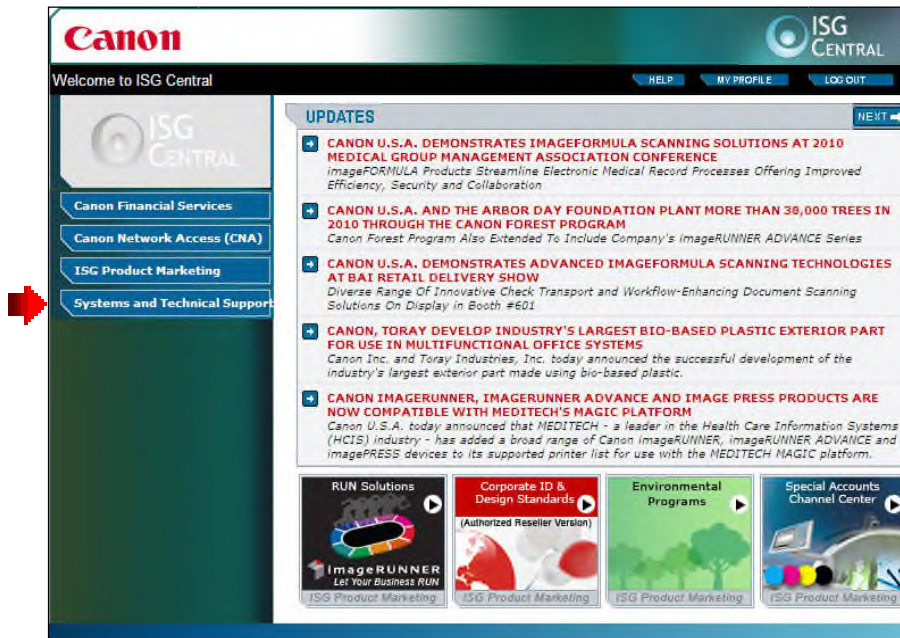 Canon
ISG
CENTRAL
Welcome to ISG Central
HELP
MY PROFILE
LOG OUT
ISG
CENTRAL
Canon Financial Services
Canon Network Access (CNA)
ISG Product Marketing
Systems and Technical Support
UPDATES
NEXT
CANON U.S.A. DEMONSTRATES IMAGEFORMULA SCANNING SOLUTIONS AT 2010
MEDICAL GROUP MANAGEMENT ASSOCIATION CONFERENCE
imageFORMULA Products Streamline Electronic Medical Record Processes Offering Improved
Efficiency, Security and Collaboration
CANON U.S.A. AND THE ARBOR DAY FOUNDATION PLANT MORE THAN 30,000 TREES IN
2010 THROUGH THE CANON FOREST PROGRAM
Canon Forest Program Also Extended To Include Company's imageRUNNER ADVANCE Series
CANON U.S.A. DEMONSTRATES ADVANCED IMAGEFORMULA SCANNING TECHNOLOGIES
AT BAI RETAIL DELIVERY SHOW
Diverse Range Of Innovative Check Transport and Workflow-Enhancing Document Scanning
Solutions On Display in Booth #601
CANON, TORAY DEVELOP INDUSTRY'S LARGEST BIO-BASED PLASTIC EXTERIOR PART
FOR USE IN MULTIFUNCTIONAL OFFICE SYSTEMS
Canon Inc. and Toray Industries, Inc. today announced the successful development of the
industry's largest exterior part made using bio-based plastic.
CANON IMAGERUNNER, IMAGERUNNER ADVANCE AND IMAGE PRESS PRODUCTS ARE
NOW COMPATIBLE WITH MEDITECH'S MAGIC PLATFORM
Canon U.S.A. today announced that MEDITECH - a leader in the Health Care Information Systems
(HCIS) industry - has added a broad range of Canon imageRUNNER, imageRUNNER ADVANCE and
imagePRESS devices to its supported printer list for use with the MEDITECH MAGIC platform.
RUN Solutions
imageRUNNER
Let Your Business RUN
ISG Product Marketing
Corporate ID &
Design Standards
(Authorized Reseller Version)
ISG Product Marketing
Environmental
Programs
ISG Product Marketing
Special Accounts
Channel Center
ISG Product Marketing